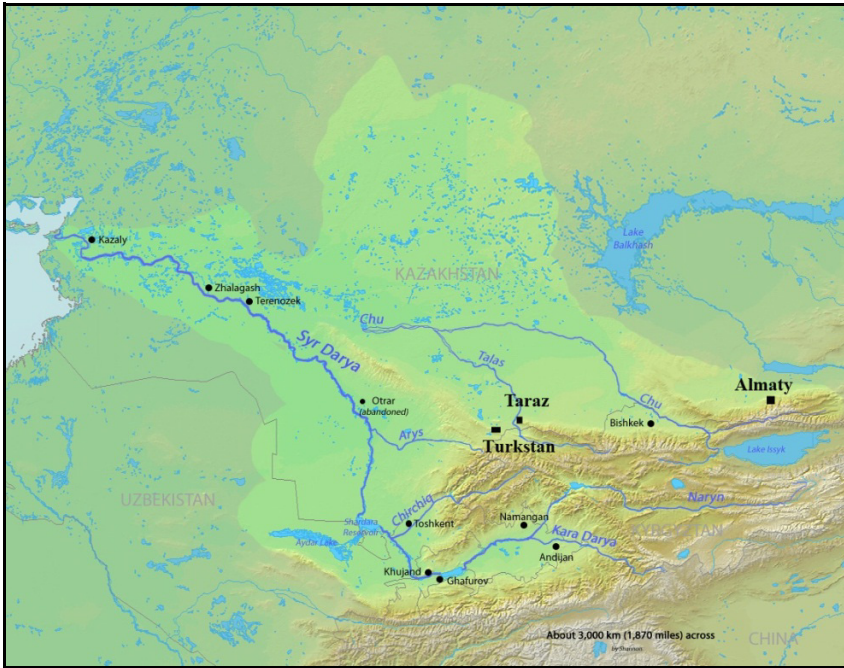 Kazaly
Lake
Balkhash
KAZAKHSTAN
Zhalagash
Terenozek
Chu
Syr Darya
Talas
Almaty
Otrar
(abandoned)
Taraz
Chu
Arys
Bishkek
Turkstan
Lake Issyk
UZBEKISTAN
Naryn
Chirchiq
Shardara
Reservoir
Toshkent
Namangan
Kara Darya
Aydar Lake
Andijan
Khujand
Ghafurov
About 3,000 km (1,870 miles) across
by Shannon
CHINA